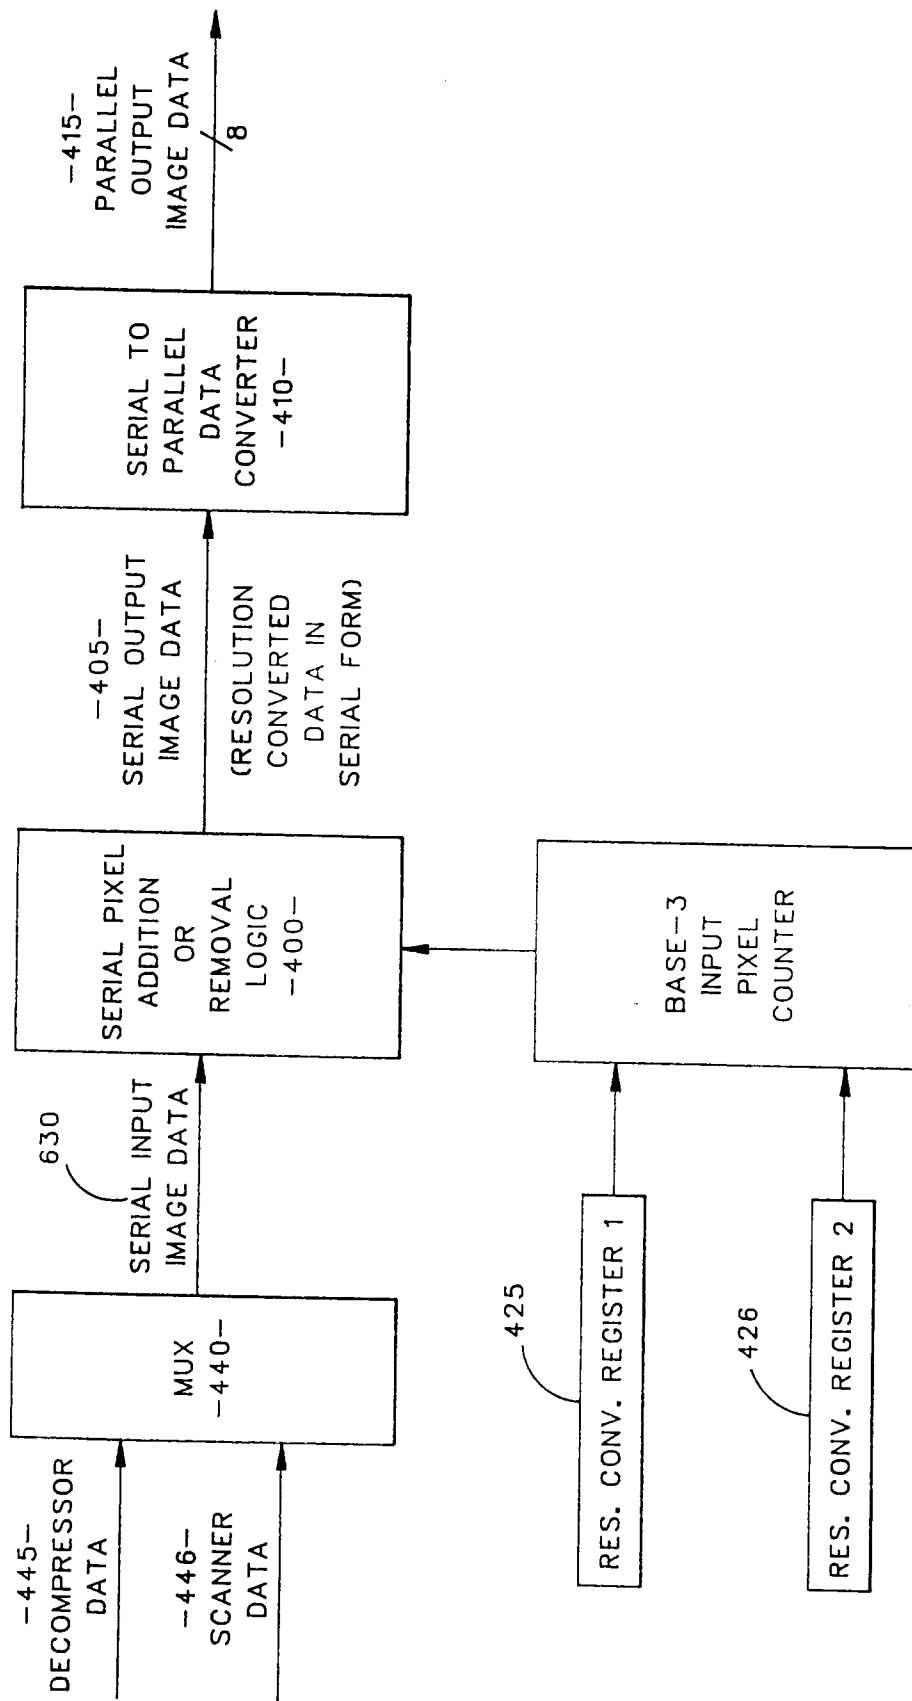 -445-
DECOMPRESSOR
DATA
-446-
SCANNER
DATA
MUX
-440-
630
SERIAL INPUT
IMAGE DATA
SERIAL PIXEL
ADDITION
OR
REMOVAL
LOGIC
-400-
-405-
SERIAL OUTPUT
IMAGE DATA
(RESOLUTION
CONVERTED
DATA IN
SERIAL FORM)
SERIAL TO
PARALLEL
DATA
CONVERTER
-410-
-415-
PARALLEL
OUTPUT
IMAGE DATA
8
425
RES. CONV. REGISTER 1
426
RES. CONV. REGISTER 2
BASE-3
INPUT
PIXEL
COUNTER